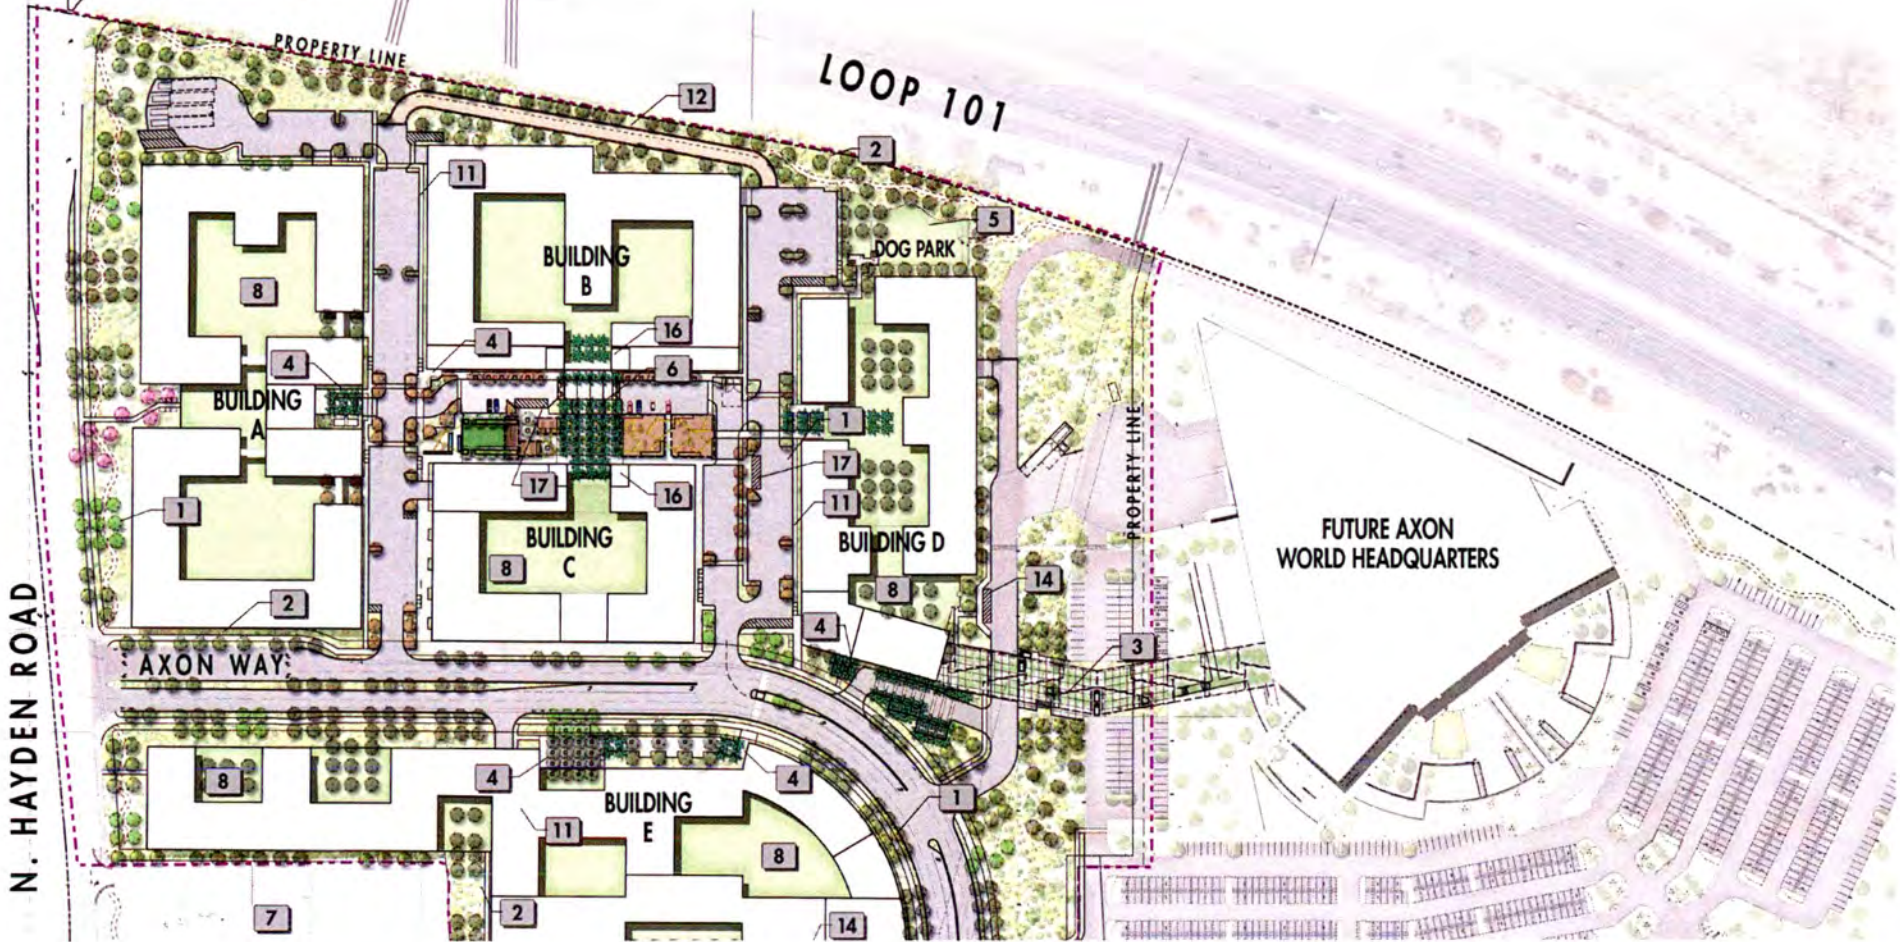 PROPERTY LINE
LOOP 101
12
2
11
5
DOG PARK
BUILDING
B
8
16
4
4
6
BUILDING
A
1
PROPERTY LINE
17
17
16
11
1
FUTURE AXON
WORLD HEADQUARTERS
BUILDING
C
8
BUILDING D
8
14
2
4
3
N. HAYDEN ROAD
AXON WAY
8
4
4
1
BUILDING
E
11
8
7
2
14